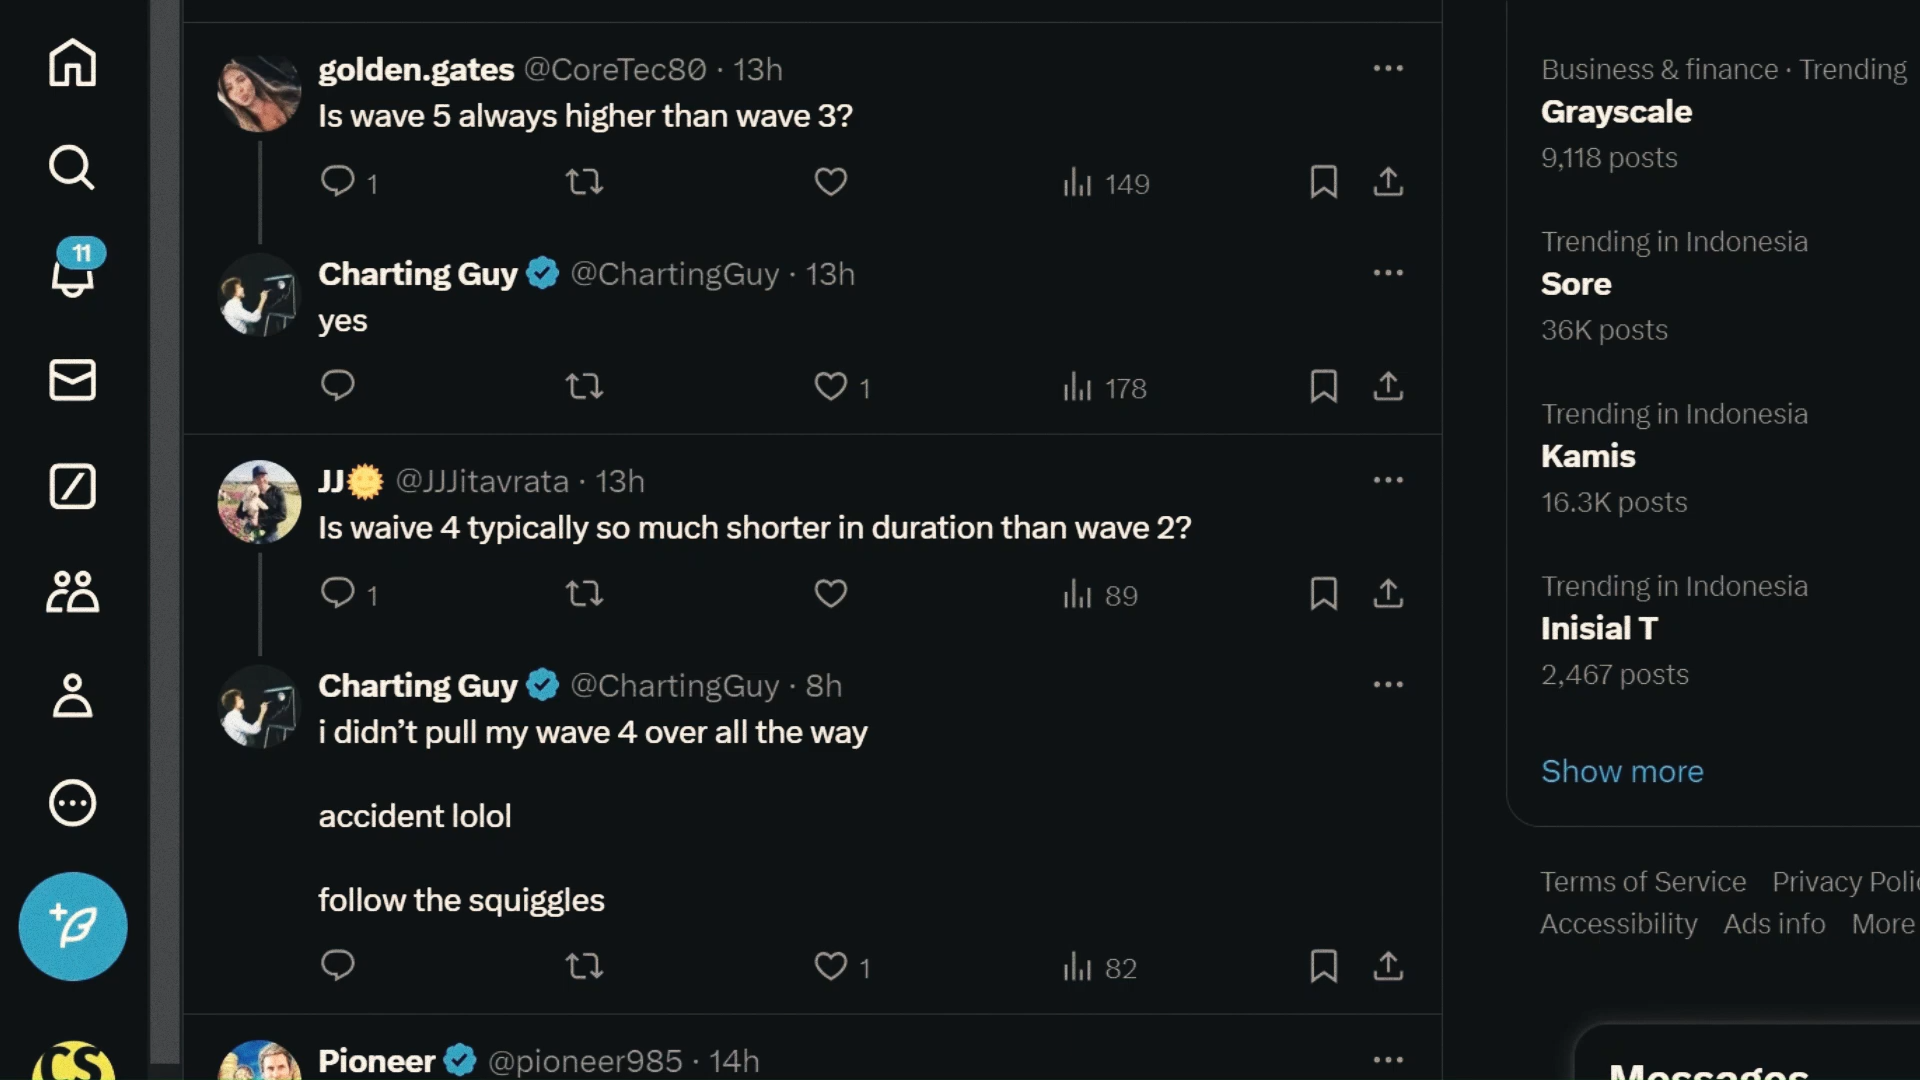 golden.gates @CoreTec80 · 13h
Is wave 5 always higher than wave 3?
1 149
11
Charting Guy @ChartingGuy · 13h
yes
1 178
JJ🌞 @JJJitavrata · 13h
Is waive 4 typically so much shorter in duration than wave 2?
1 89
Charting Guy @ChartingGuy · 8h
i didn’t pull my wave 4 over all the way
accident lolol
follow the squiggles
1 82
CS
Pioneer @pioneer985 · 14h
Business & finance · Trending
Grayscale
9,118 posts
Trending in Indonesia
Sore
36K posts
Trending in Indonesia
Kamis
16.3K posts
Trending in Indonesia
Inisial T
2,467 posts
Show more
Terms of Service Privacy Polic
Accessibility Ads info More
Messages